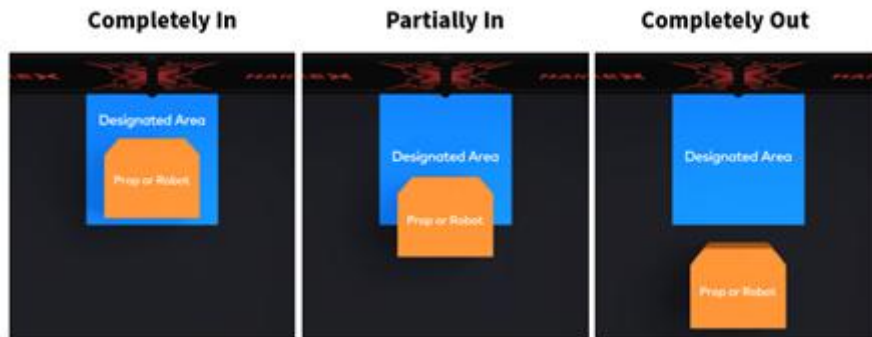 Completely In
Partially In
Completely Out
Designated Area
Prop or Robot
Designated Area
Prop or Robot
Designated Area
Prop or Robot